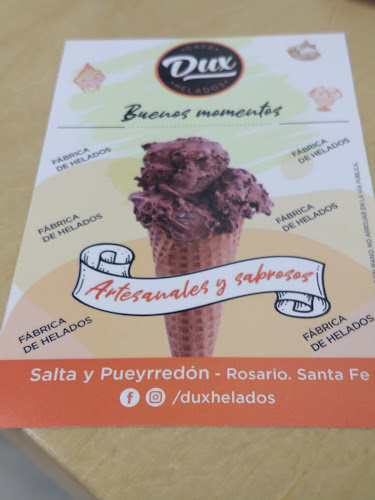 CAFÉ
Dux
HELADOS
Buenos momentos
FÁBRICA
DE HELADOS
FÁBRICA
DE HELADOS
FÁBRICA
DE HELADOS
FÁBRICA
DE HELADOS
Artesanales y sabrosos
FÁBRICA
DE HELADOS
FÁBRICA
DE HELADOS
NO ARROJAR EN LA VÍA PÚBLICA
Salta y Pueyrredón - Rosario. Santa Fe
/duxhelados